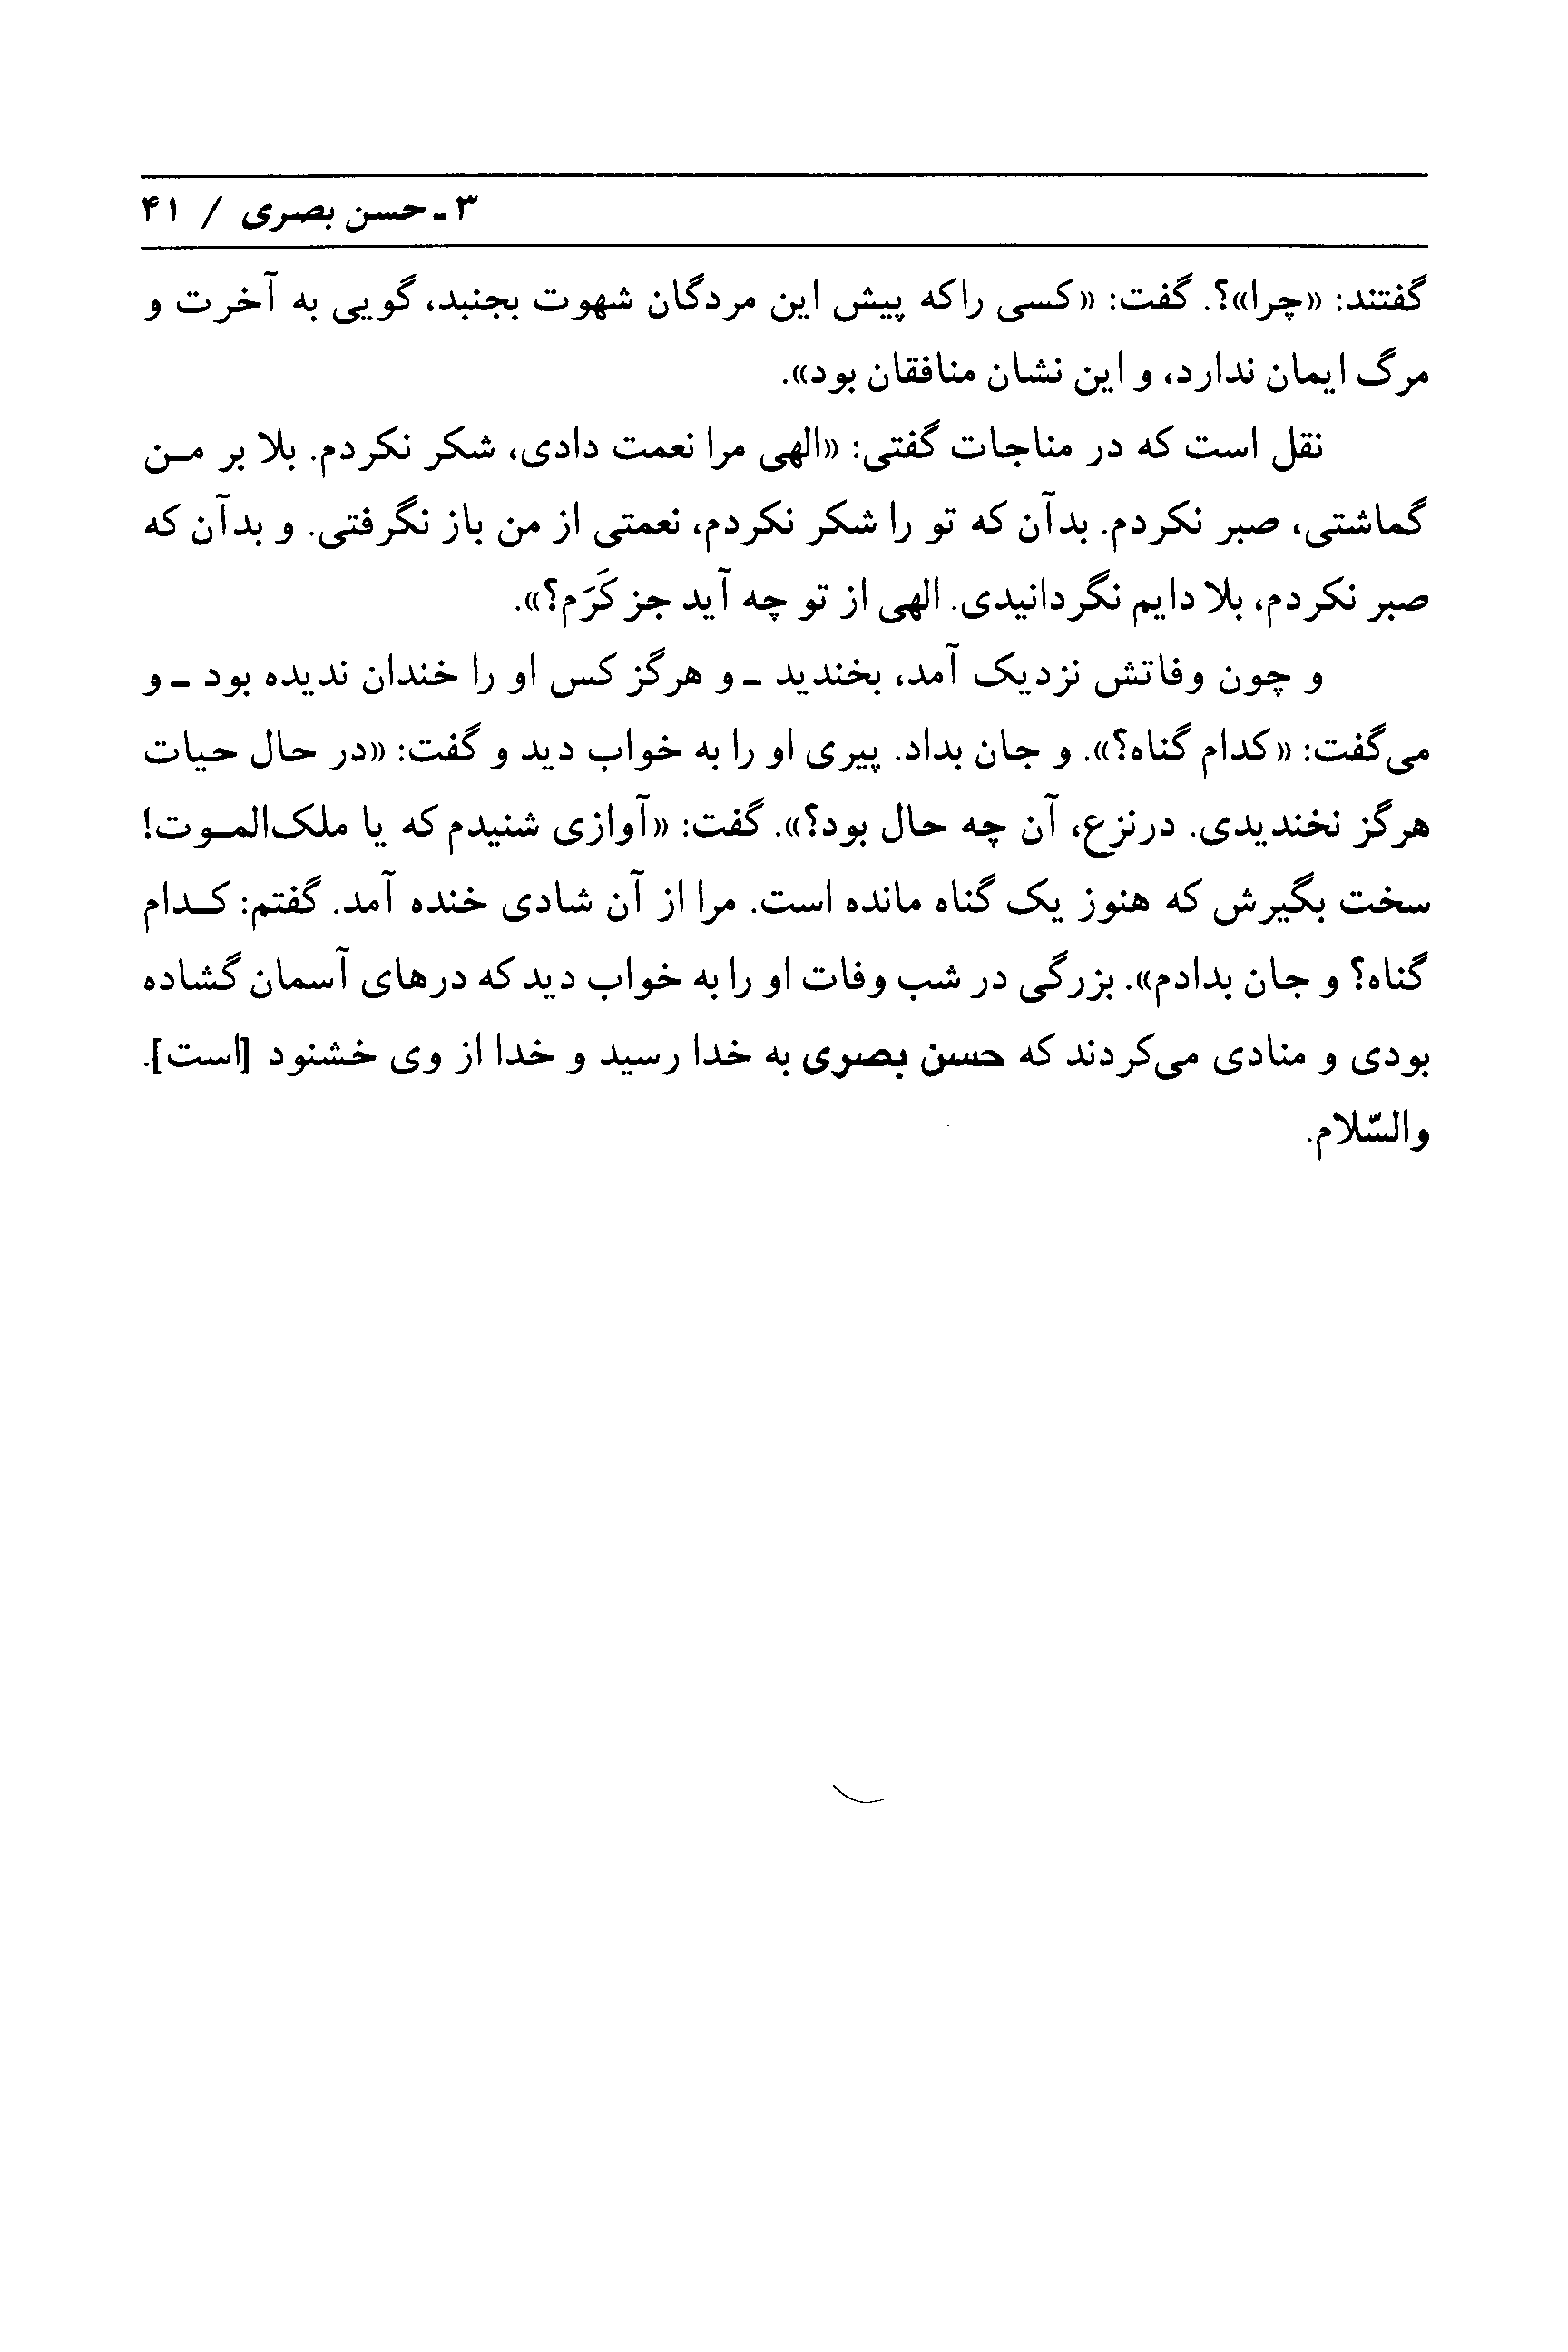 ۳ ـ حسن بصری / ۴۱
گفتند: «چرا»؟. گفت: «کسی را که پیش این مردگان شهوت بجنبد، گویی به آخرت و
مرگ ایمان ندارد، و این نشان منافقان بود».
نقل است که در مناجات گفتی: «الهی مرا نعمت دادی، شکر نکردم. بلا بر مـن
گماشتی، صبر نکردم. بدآن که تو را شکر نکردم، نعمتی از من باز نگرفتی. و بدآن که
صبر نکردم، بلا دایم نگردانیدی. الهی از تو چه آید جز کَرَم؟».
و چون وفاتش نزدیک آمد، بخندید ـ و هرگز کس او را خندان ندیده بود ـ و
می‌گفت: «کدام گناه؟». و جان بداد. پیری او را به خواب دید و گفت: «در حال حیات
هرگز نخندیدی. درنزع، آن چه حال بود؟». گفت: «آوازی شنیدم که یا ملک‌المـوت!
سخت بگیرش که هنوز یک گناه مانده است. مرا از آن شادی خنده آمد. گفتم: کـدام
گناه؟ و جان بدادم». بزرگی در شب وفات او را به خواب دید که درهای آسمان گشاده
بودی و منادی می‌کردند که حسن بصری به خدا رسید و خدا از وی خشنود [است].
والسّلام.